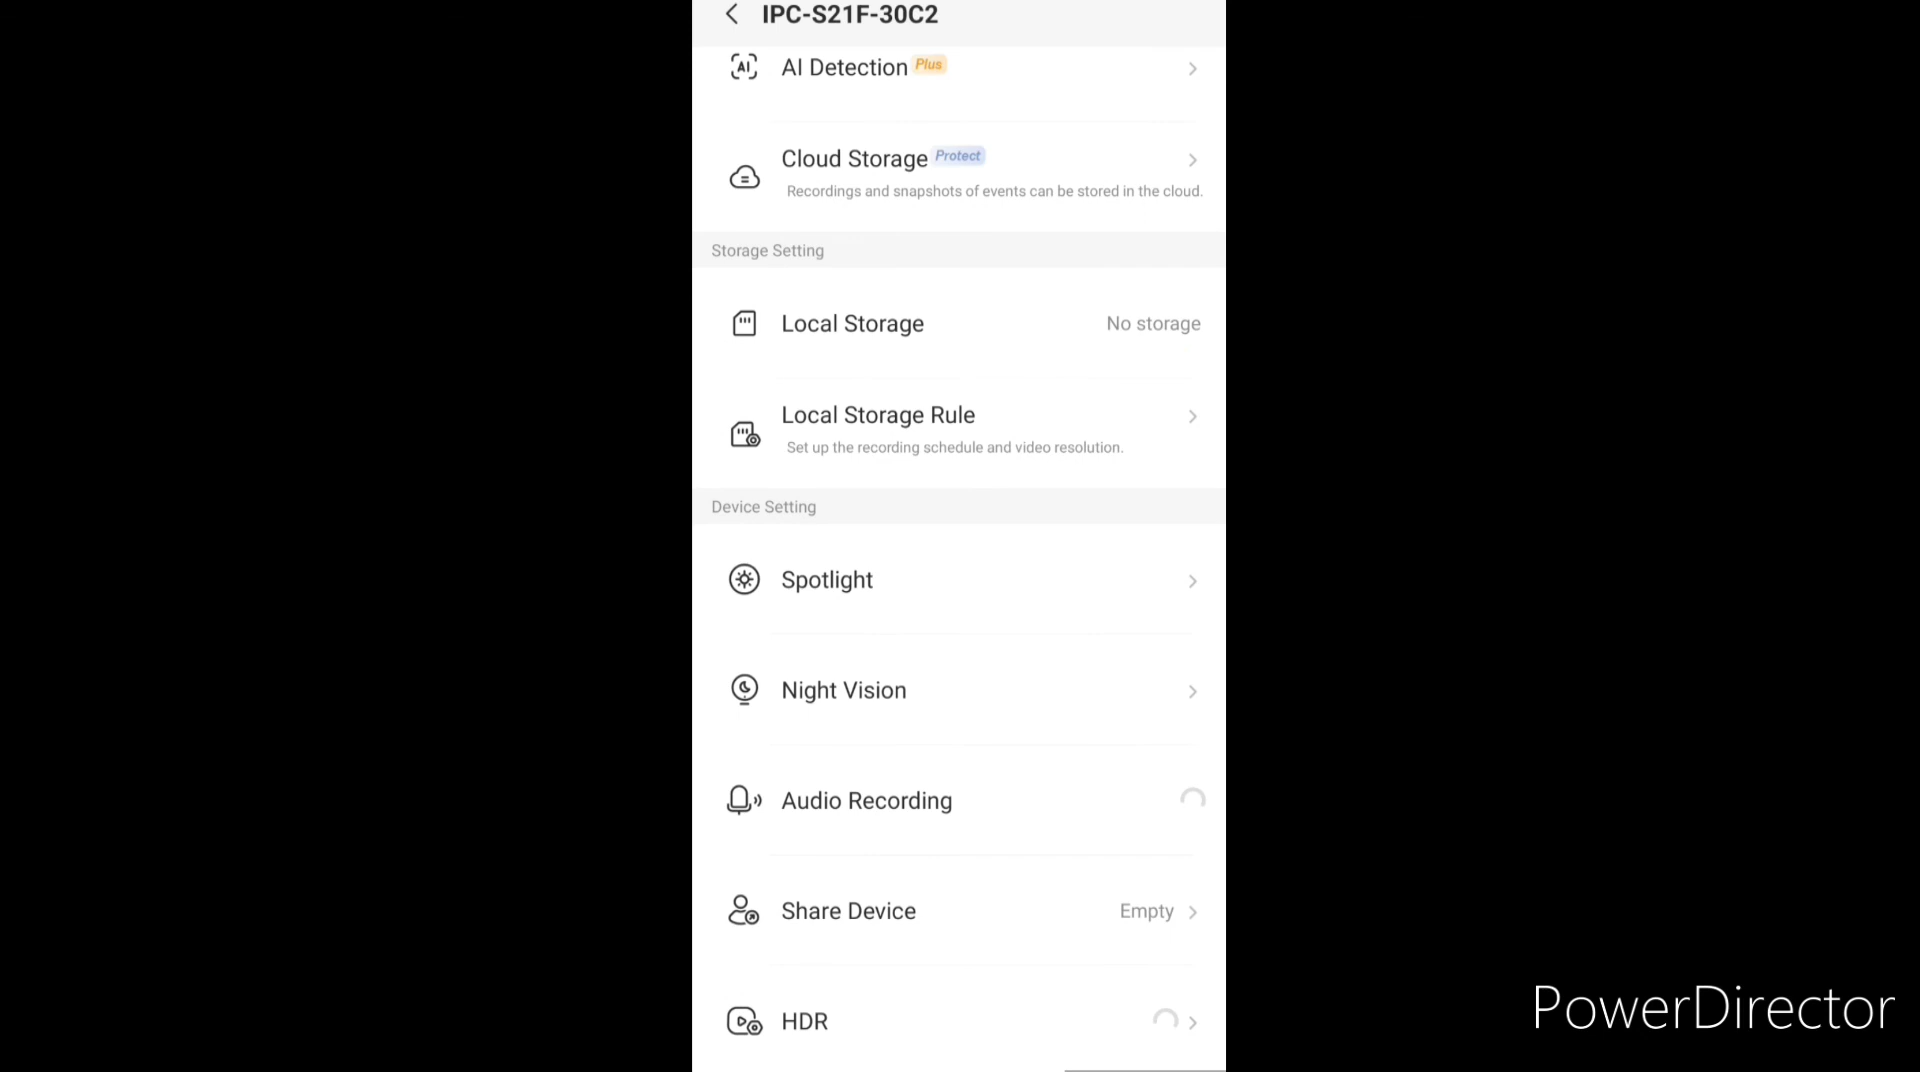 IPC-S21F-30C2
AI Detection Plus
Cloud Storage Protect
Recordings and snapshots of events can be stored in the cloud.
Storage Setting
Local Storage No storage
Local Storage Rule
Set up the recording schedule and video resolution.
Device Setting
Spotlight
Night Vision
Audio Recording
Share Device Empty
HDR
PowerDirector